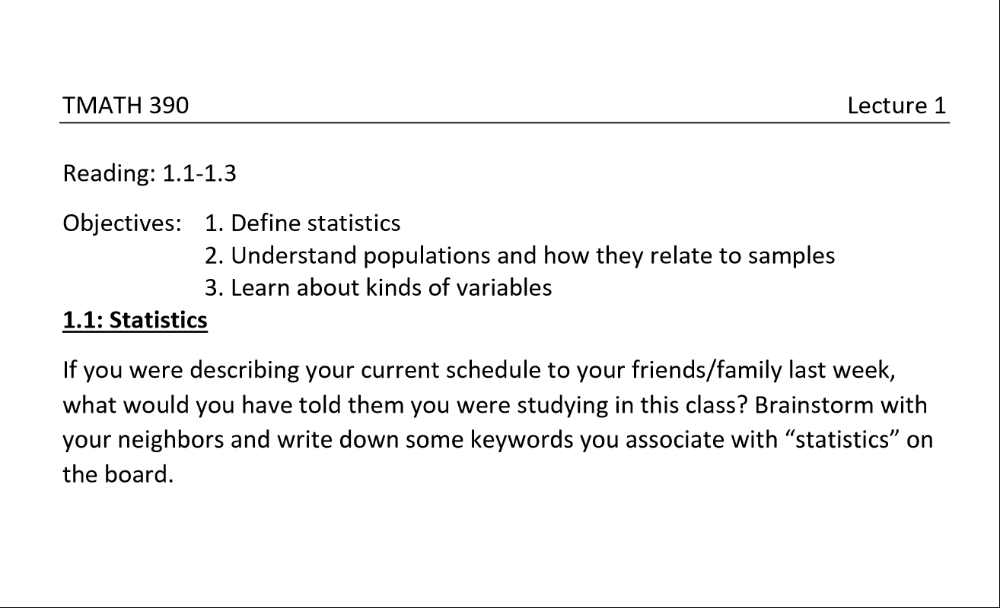 TMATH 390 Lecture 1
Reading: 1.1-1.3
Objectives: 1. Define statistics
2. Understand populations and how they relate to samples
3. Learn about kinds of variables
1.1: Statistics
If you were describing your current schedule to your friends/family last week,
what would you have told them you were studying in this class? Brainstorm with
your neighbors and write down some keywords you associate with “statistics” on
the board.